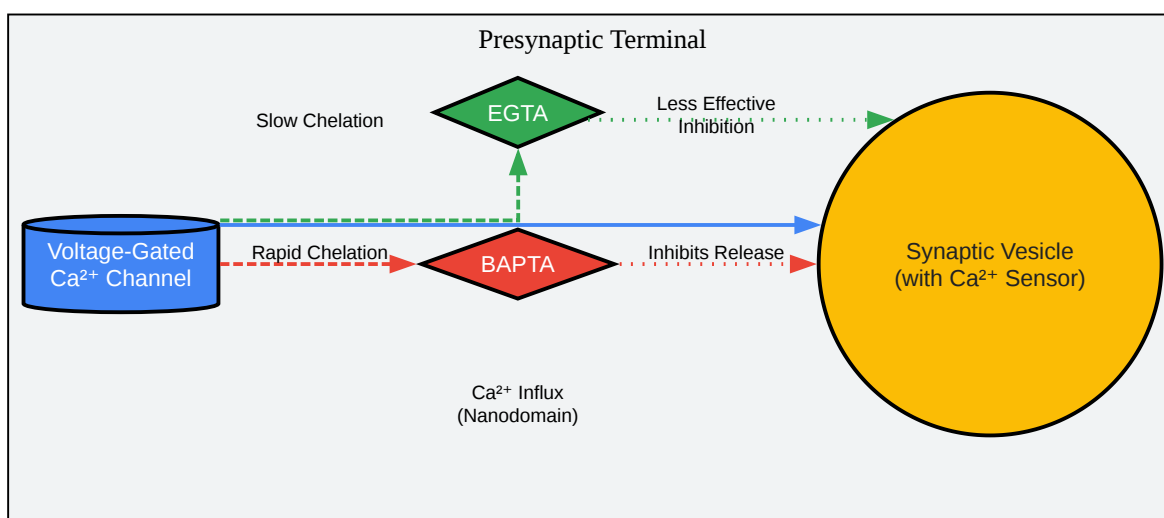 Presynaptic Terminal
EGTA
Less Effective
Inhibition
Slow Chelation
Voltage-Gated
Ca²⁺ Channel
Rapid Chelation
BAPTA
Inhibits Release
Synaptic Vesicle
(with Ca²⁺ Sensor)
Ca²⁺ Influx
(Nanodomain)